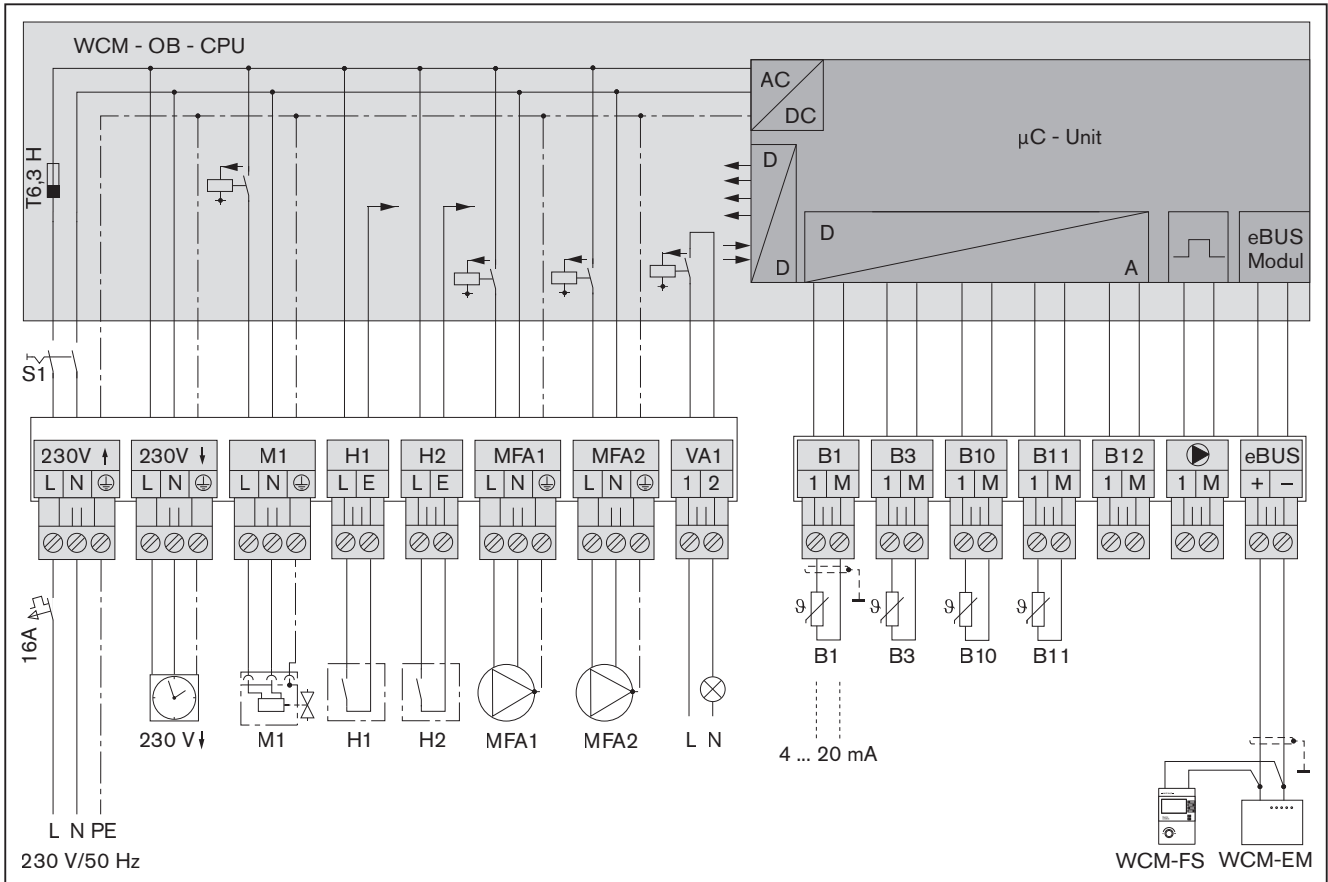 WCM - OB - CPU
AC
DC
µC - Unit
T6,3 H
D
D
D
A
eBUS
Modul
S1
230V
230V
M1
H1
H2
MFA1
MFA2
VA1
B1
B3
B10
B11
B12
eBUS
L N
L N
L N
L E
L E
L N
L N
1 2
1 M
1 M
1 M
1 M
1 M
1 M
+ −
16A
ϑ
ϑ
ϑ
ϑ
B1
B3
B10
B11
230 V
M1
H1
H2
MFA1
MFA2
L N
4 ... 20 mA
L N PE
230 V/50 Hz
WCM-FS
WCM-EM